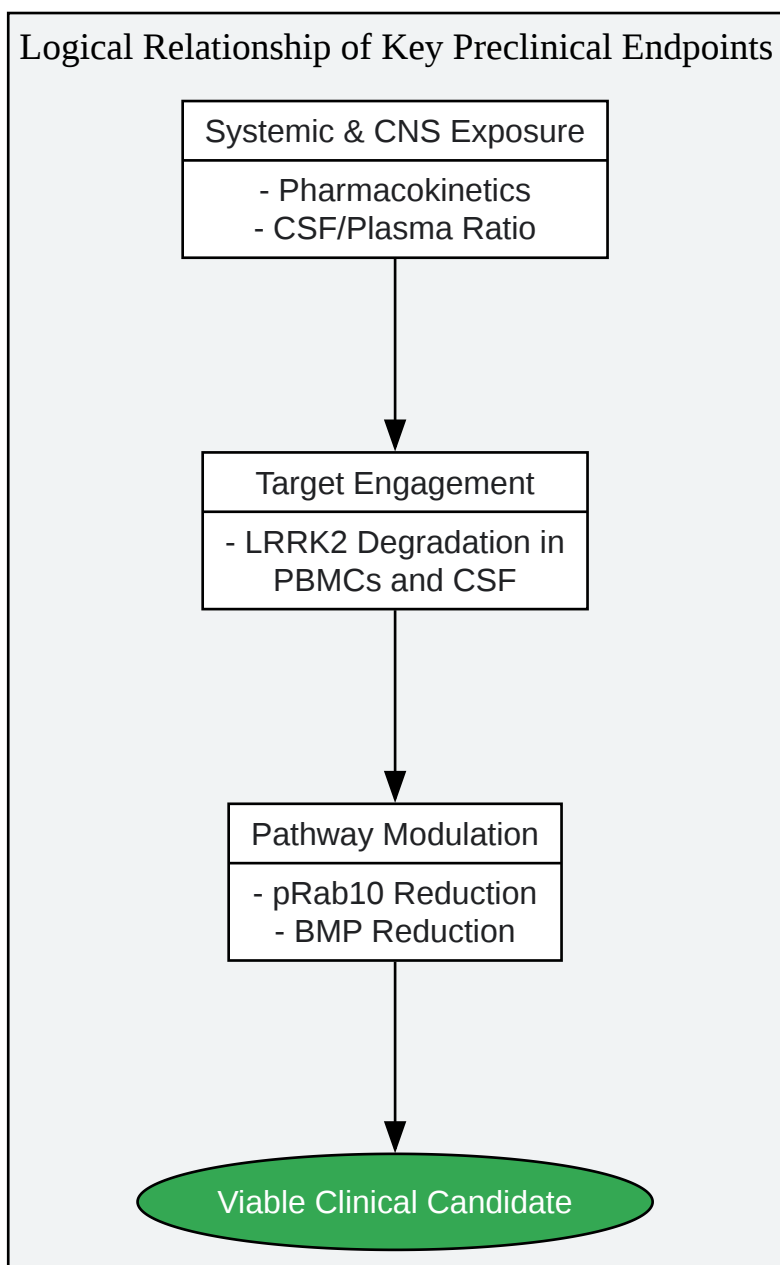 Logical Relationship of Key Preclinical Endpoints
Systemic & CNS Exposure
- Pharmacokinetics
- CSF/Plasma Ratio
Target Engagement
- LRRK2 Degradation in
PBMCs and CSF
Pathway Modulation
- pRab10 Reduction
- BMP Reduction
Viable Clinical Candidate